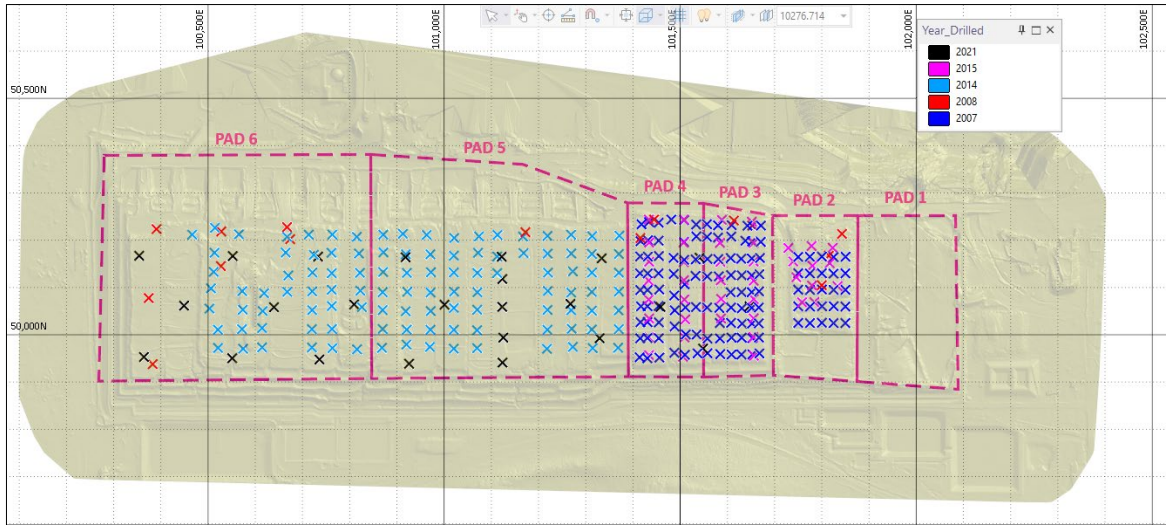 100,500E
101,000E
101,500E
102,000E
102,500E
10276.714
Year_Drilled
2021
2015
2014
2008
2007
50,500N
PAD 6
PAD 5
PAD 4
PAD 3
PAD 2
PAD 1
50,000N